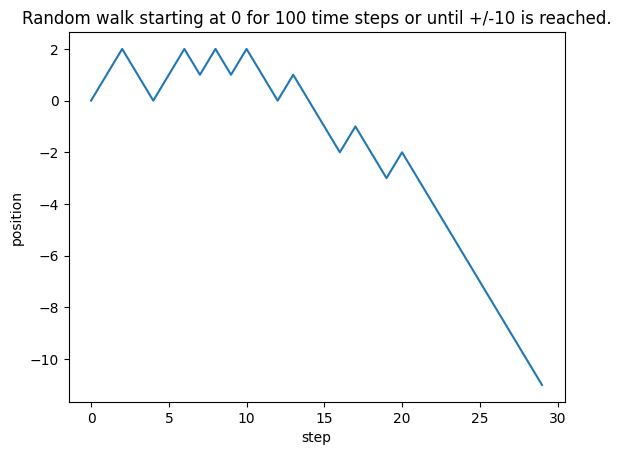 Random walk starting at 0 for 100 time steps or until +/-10 is reached.
2
0
−2
−4
−6
−8
−10
position
0 5 10 15 20 25 30
step